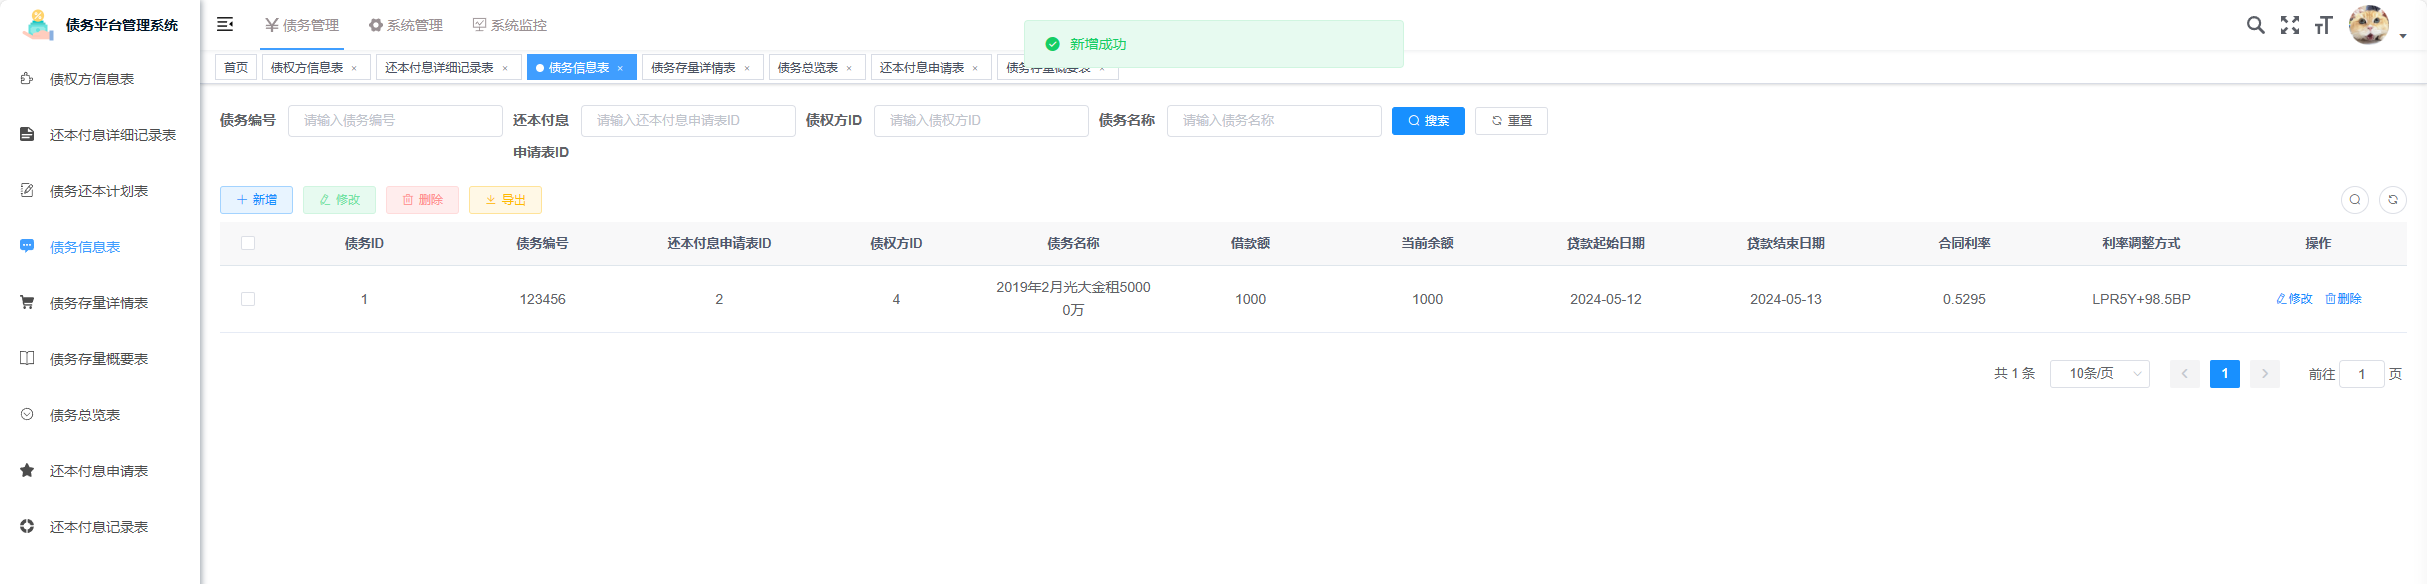 债务平台管理系统
债务管理
系统管理
系统监控
新增成功
首页
债权方信息表 ×
还本付息详细记录表 ×
债务信息表 ×
债务存量详情表 ×
债务总览表 ×
还本付息申请表 ×
债务存量概要表 ×
债权方信息表
还本付息详细记录表
债务还本计划表
债务信息表
债务存量详情表
债务存量概要表
债务总览表
还本付息申请表
还本付息记录表
债务编号 请输入债务编号
还本付息
申请表ID
请输入还本付息申请表ID
债权方ID 请输入债权方ID
债务名称 请输入债务名称
搜索
重置
新增
修改
删除
导出
债务ID 债务编号 还本付息申请表ID 债权方ID 债务名称 借款额 当前余额 贷款起始日期 贷款结束日期 合同利率 利率调整方式 操作
1 123456 2 4
2019年2月光大金租5000
0万
1000 1000 2024-05-12 2024-05-13 0.5295 LPR5Y+98.5BP 修改 删除
共 1 条 10条/页 1 前往 1 页